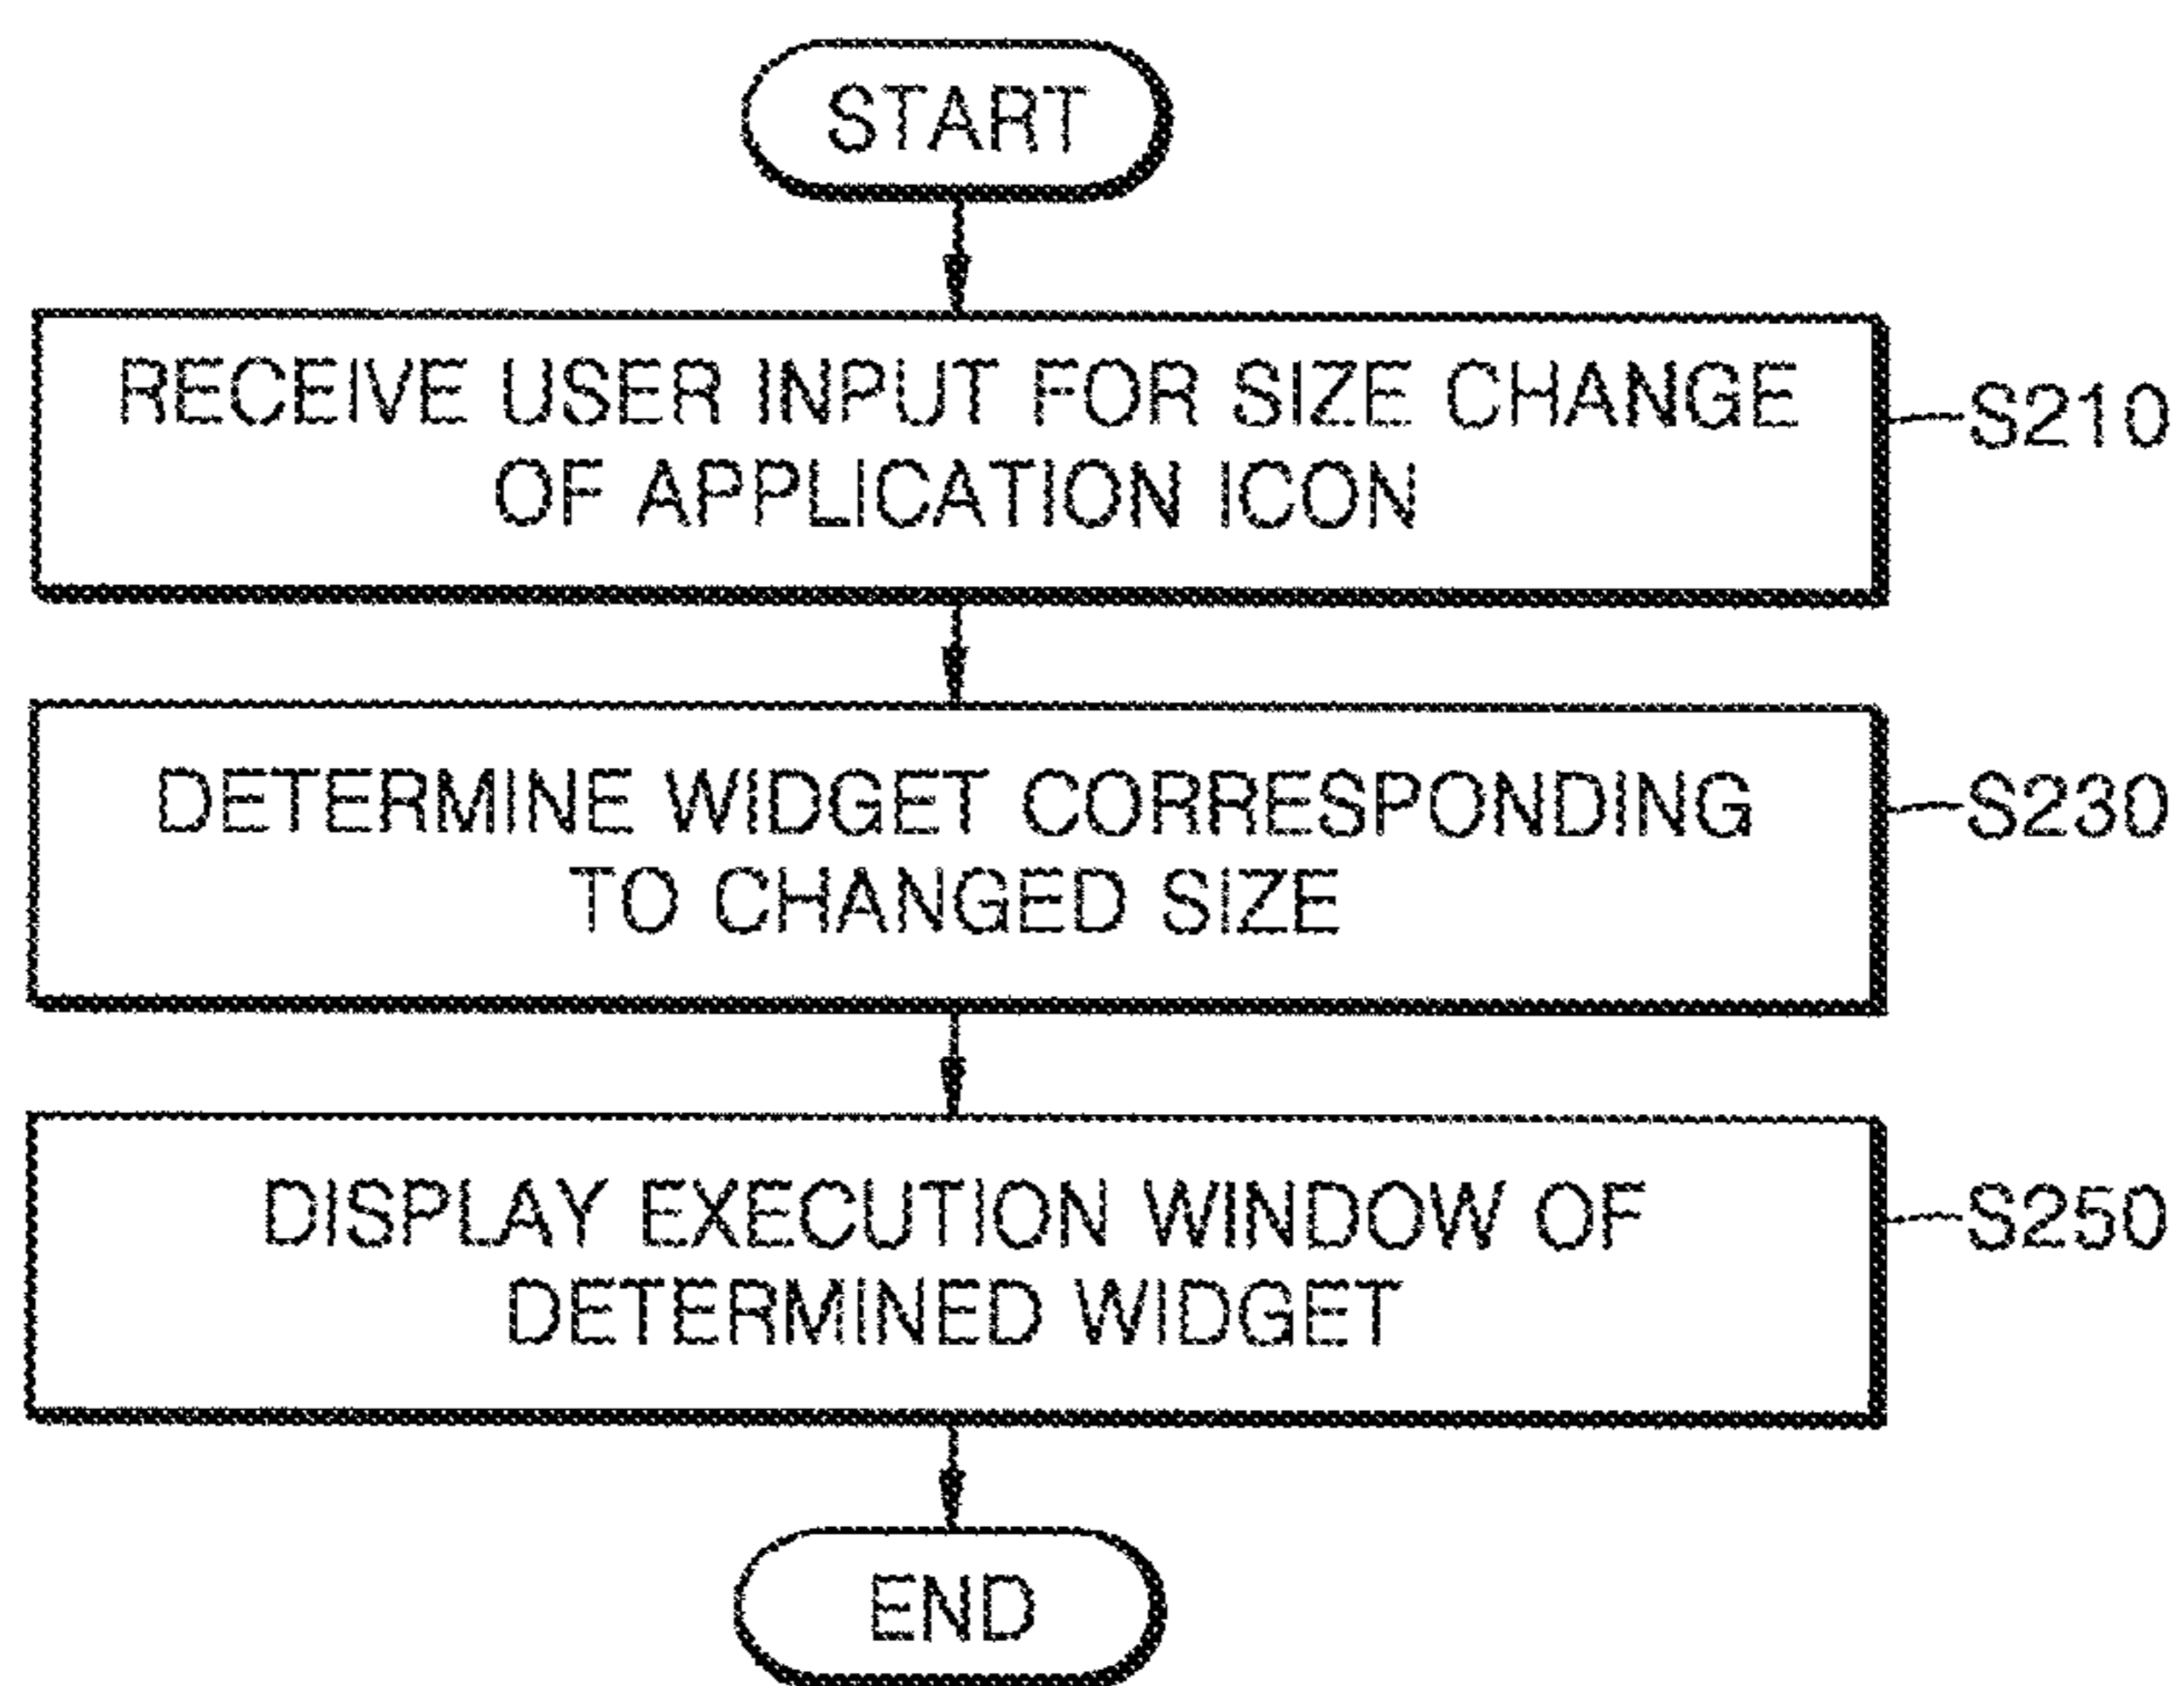 START
RECEIVE USER INPUT FOR SIZE CHANGE
OF APPLICATION ICON
S210
DETERMINE WIDGET CORRESPONDING
TO CHANGED SIZE
S230
DISPLAY EXECUTION WINDOW OF
DETERMINED WIDGET
S250
END